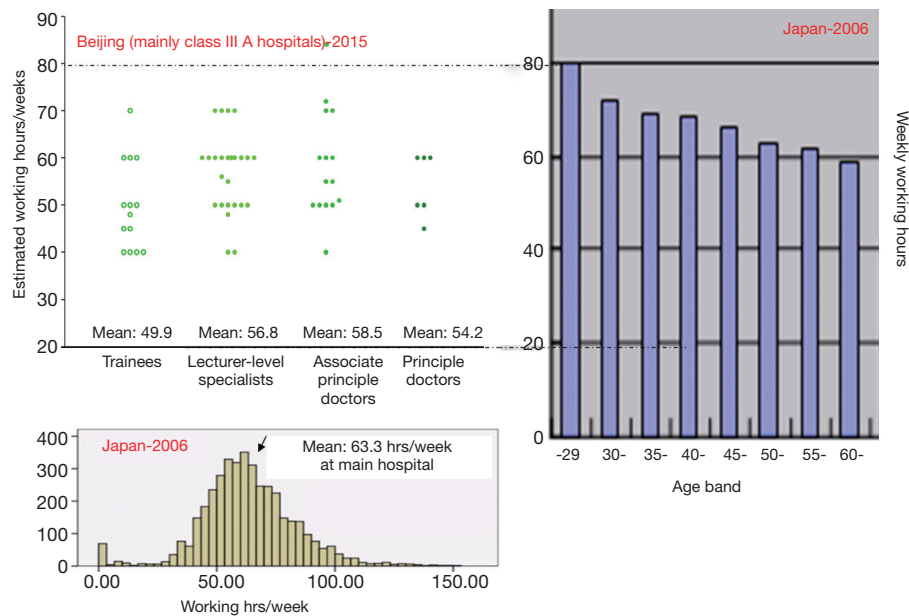 Beijing (mainly class III A hospitals)-2015
Estimated working hours/weeks
90
80
70
60
50
40
30
20
Mean: 49.9
Mean: 56.8
Mean: 58.5
Mean: 54.2
Trainees
Lecturer-level
specialists
Associate
principle
doctors
Principle
doctors
Japan-2006
80
60
40
20
0
Weekly working hours
-29
30-
35-
40-
45-
50-
55-
60-
Age band
Japan-2006
Mean: 63.3 hrs/week
at main hospital
400
300
200
100
0
0.00
50.00
100.00
150.00
Working hrs/week